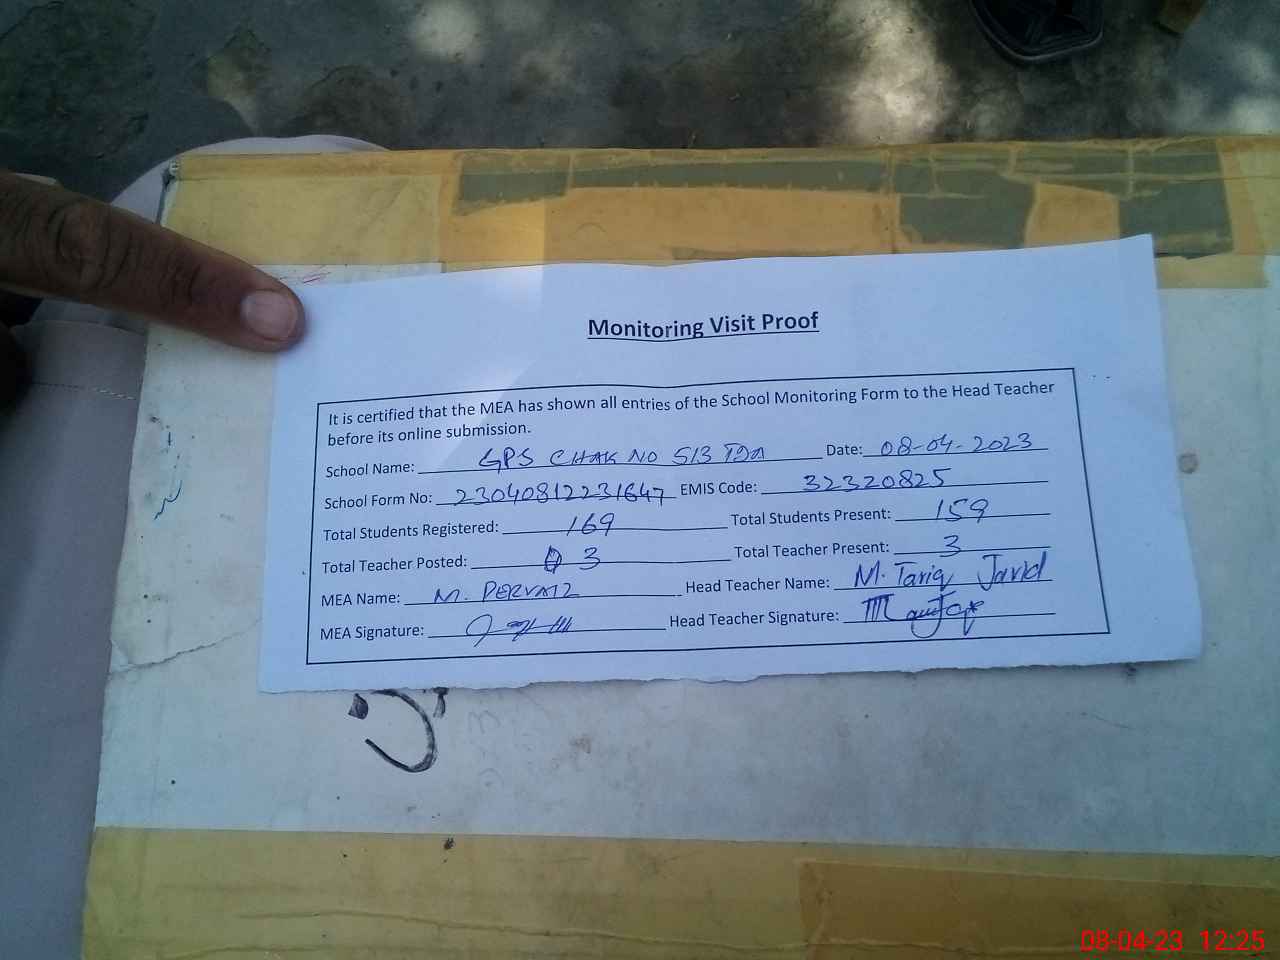 Monitoring Visit Proof
It is certified that the MEA has shown all entries of the School Monitoring Form to the Head Teacher
before its online submission.
School Name: GPS CHAK NO 513 TDA Date: 08-04-2023
School Form No: 23040812231647 EMIS Code: 32320825
Total Students Registered: 169 Total Students Present: 159
Total Teacher Posted: 3 Total Teacher Present: 3
MEA Name: M. PERVAIZ Head Teacher Name: M. Tariq Javid
MEA Signature: Head Teacher Signature:
08-04-23 12:25